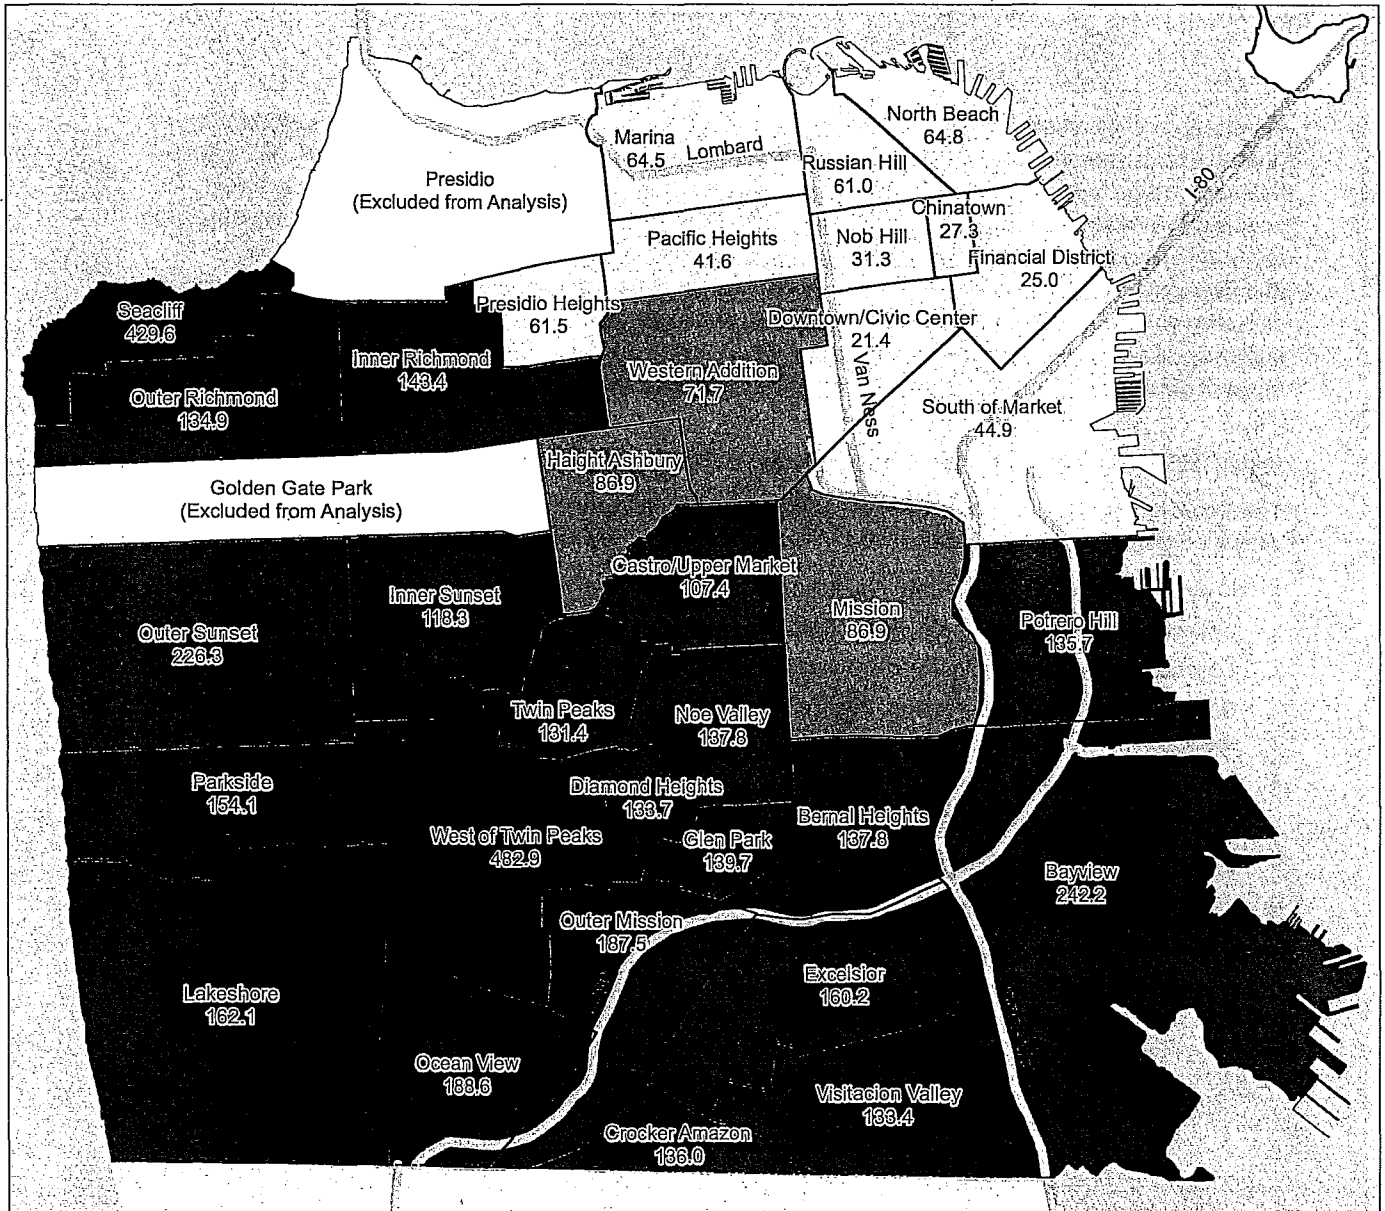 North Beach
64.8
Marina
64.5
Lombard
Russian Hill
61.0
I-80
Presidio
(Excluded from Analysis)
Chinatown
27.3
Pacific Heights
41.6
Nob Hill
31.3
Financial District
25.0
Seacliff
429.6
Presidio Heights
61.5
Downtown/Civic Center
21.4
Inner Richmond
143.4
Western Addition
71.7
Van Ness
Outer Richmond
134.9
South of Market
44.9
Haight Ashbury
86.9
Golden Gate Park
(Excluded from Analysis)
Castro/Upper Market
107.4
Inner Sunset
118.3
Mission
86.9
Potrero Hill
135.7
Outer Sunset
226.3
Twin Peaks
131.4
Noe Valley
137.8
Parkside
154.1
Diamond Heights
133.7
Bernal Heights
137.8
West of Twin Peaks
482.9
Glen Park
139.7
Bayview
242.2
Outer Mission
187.5
Excelsior
160.2
Lakeshore
162.1
Ocean View
188.6
Visitacion Valley
133.4
Crocker Amazon
136.0